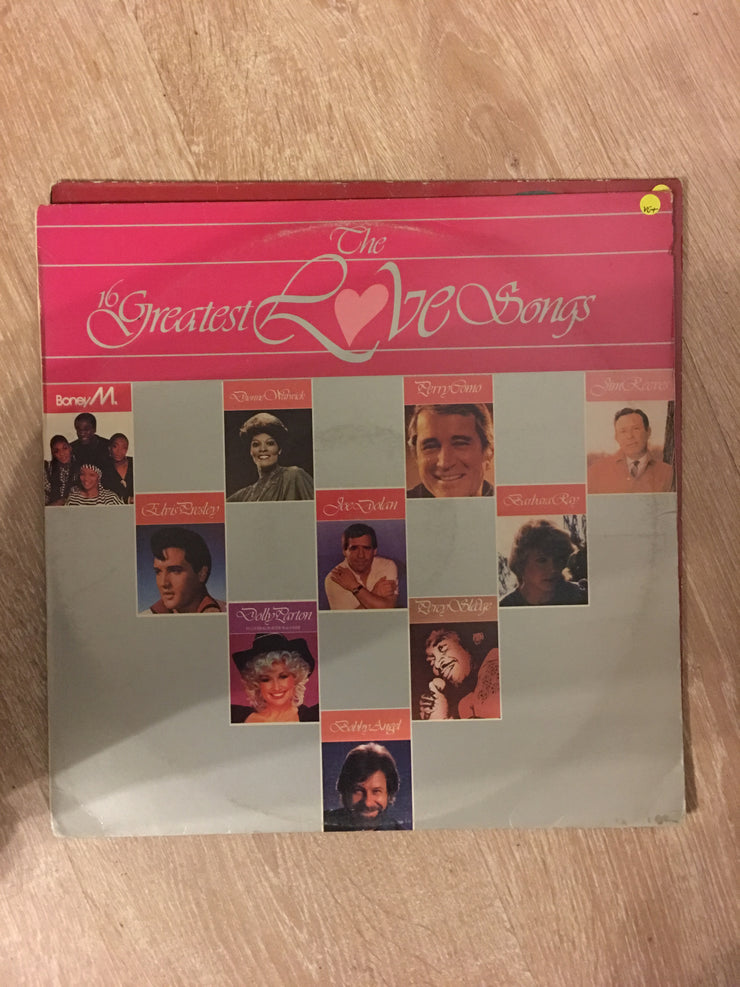 The
16 Greatest Love Songs
Boney M.
Dionne Warwick
Perry Como
Jim Reeves
Elvis Presley
Joe Dolan
Barbara Ray
Dolly Parton
Percy Sledge
Bobby Angel